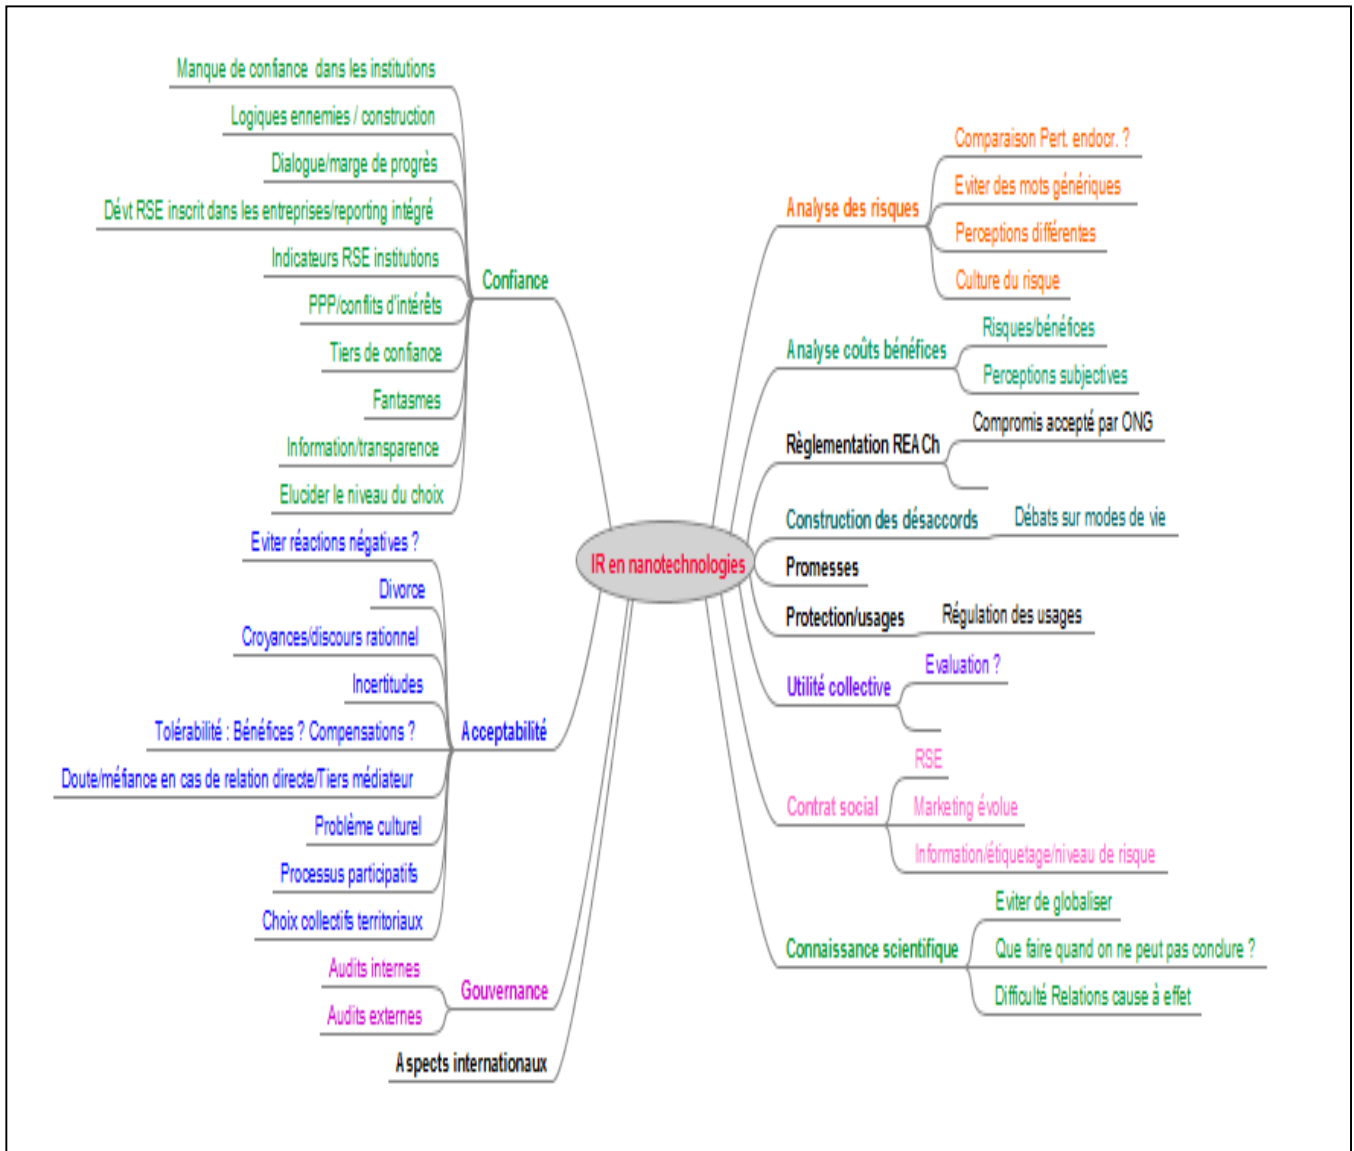 Manque de confiance dans les institutions
Logiques ennemies / construction
Dialogue/marge de progrès
Dévt RSE inscrit dans les entreprises/reporting intégré
Indicateurs RSE institutions
PPP/conflits d'intérêts
Tiers de confiance
Fantasmes
Information/transparence
Elucider le niveau du choix
Confiance
Eviter réactions négatives ?
Divorce
Croyances/discours rationnel
Incertitudes
Tolérabilité : Bénéfices ? Compensations ?
Doute/méfiance en cas de relation directe/Tiers médiateur
Problème culturel
Processus participatifs
Choix collectifs territoriaux
Acceptabilité
Audits internes
Audits externes
Gouvernance
Aspects internationaux
IR en nanotechnologies
Analyse des risques
Comparaison Pert. endocr. ?
Eviter des mots génériques
Perceptions différentes
Culture du risque
Analyse coûts bénéfices
Risques/bénéfices
Perceptions subjectives
Règlementation REACh
Compromis accepté par ONG
Construction des désaccords
Débats sur modes de vie
Promesses
Protection/usages
Régulation des usages
Utilité collective
Evaluation ?
Contrat social
RSE
Marketing évolue
Information/étiquetage/niveau de risque
Connaissance scientifique
Eviter de globaliser
Que faire quand on ne peut pas conclure ?
Difficulté Relations cause à effet